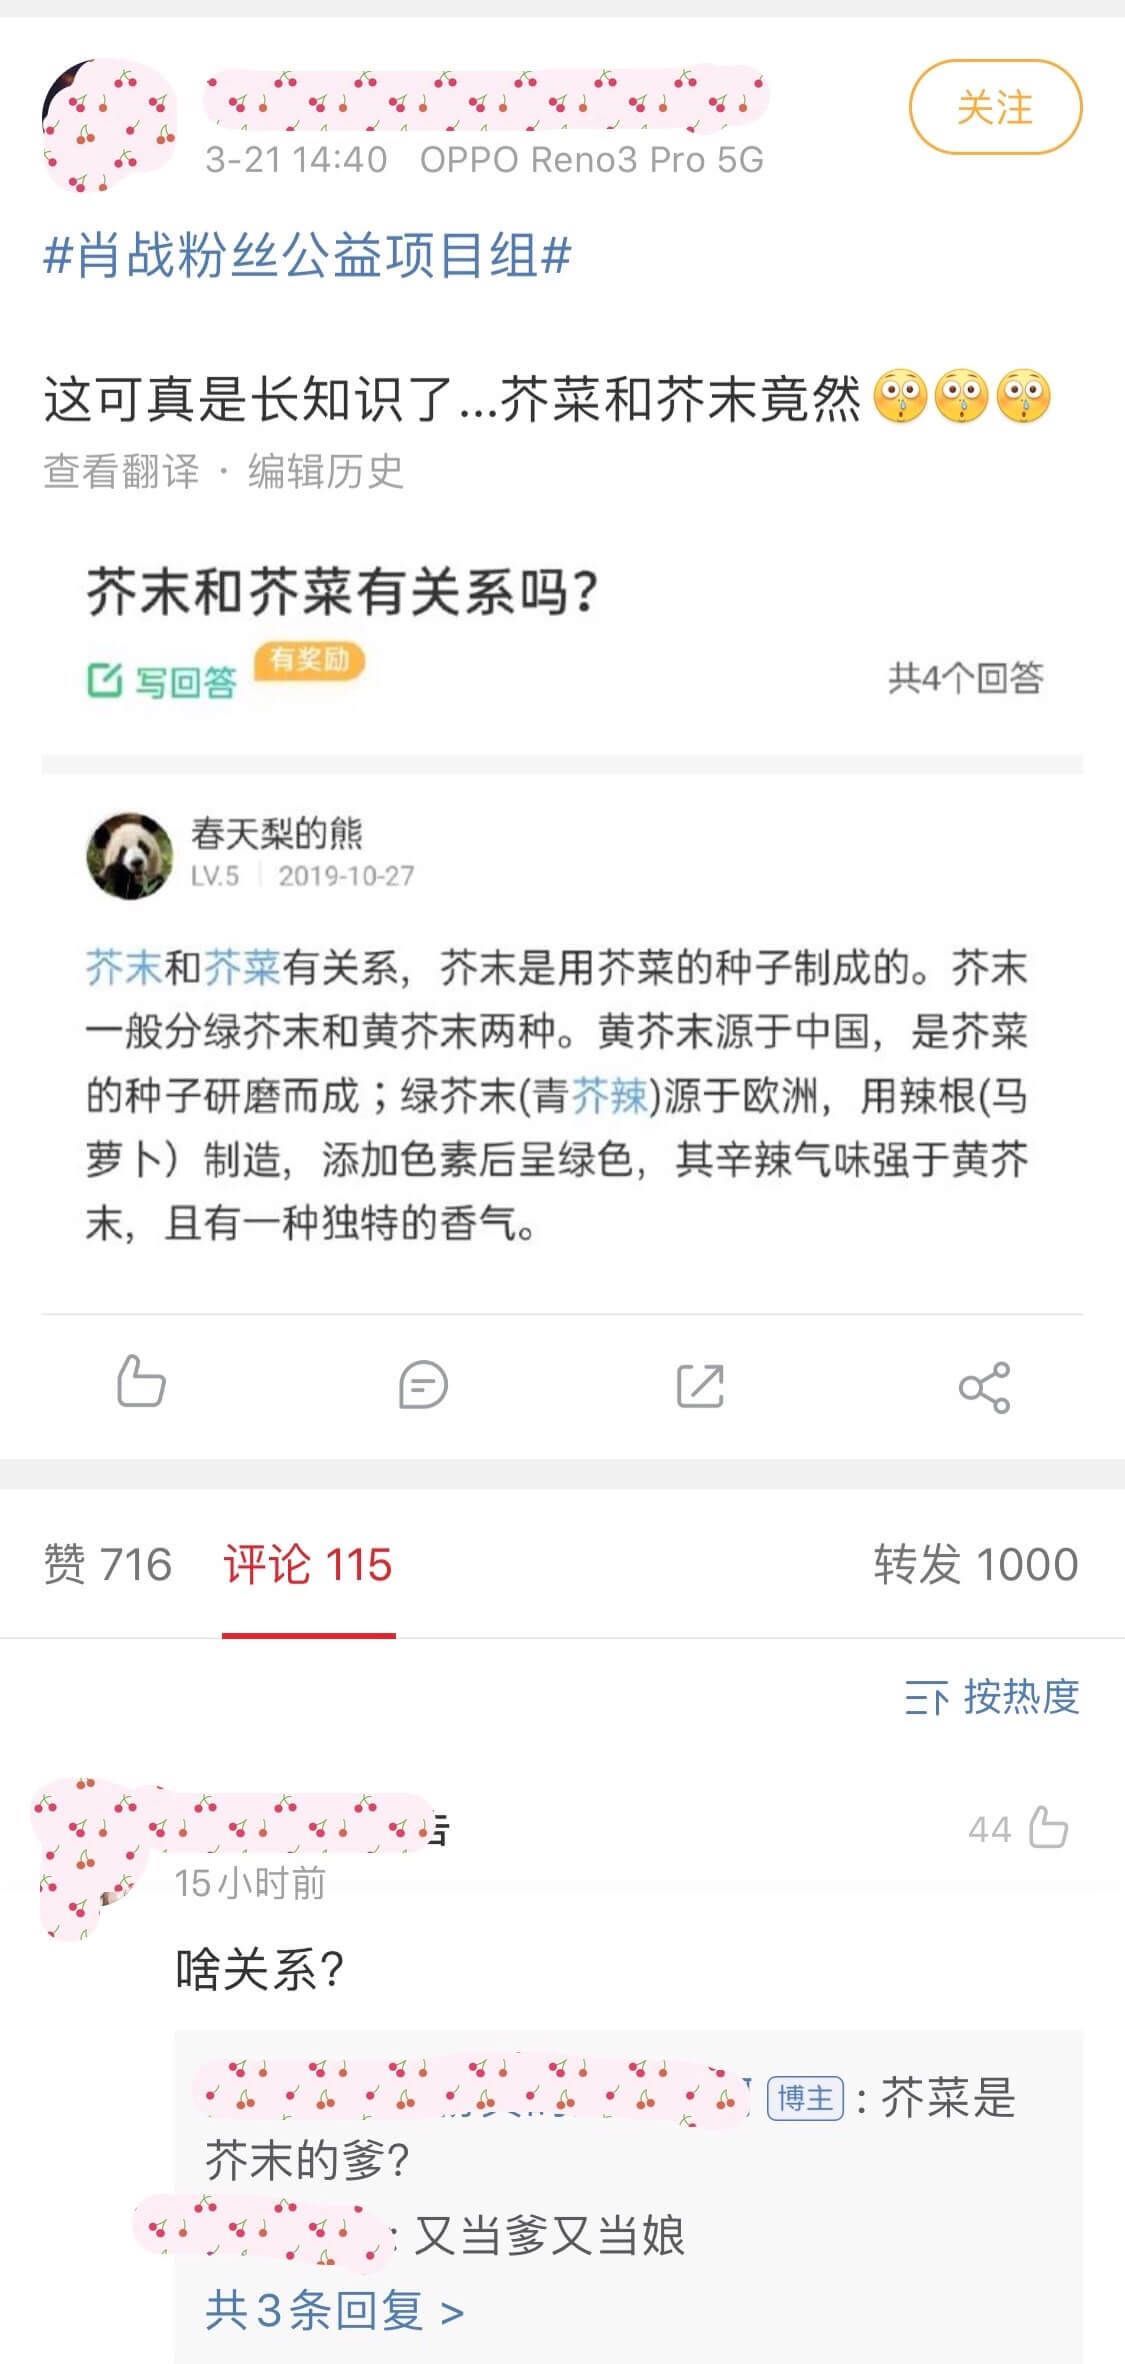 3-21 14:40 OPPO Reno3 Pro 5G
关注
#肖战粉丝公益项目组#
这可真是长知识了...芥菜和芥末竟然
查看翻译 · 编辑历史
芥末和芥菜有关系吗？
写回答 有奖励
共4个回答
春天梨的熊
LV.5 2019-10-27
芥末和芥菜有关系，芥末是用芥菜的种子制成的。芥末
一般分绿芥末和黄芥末两种。黄芥末源于中国，是芥菜
的种子研磨而成；绿芥末(青芥辣)源于欧洲，用辣根(马
萝卜）制造，添加色素后呈绿色，其辛辣气味强于黄芥
末，且有一种独特的香气。
赞 716 评论 115 转发 1000
按热度
44
15小时前
啥关系？
博主：芥菜是
芥末的爹？
：又当爹又当娘
共3条回复 >